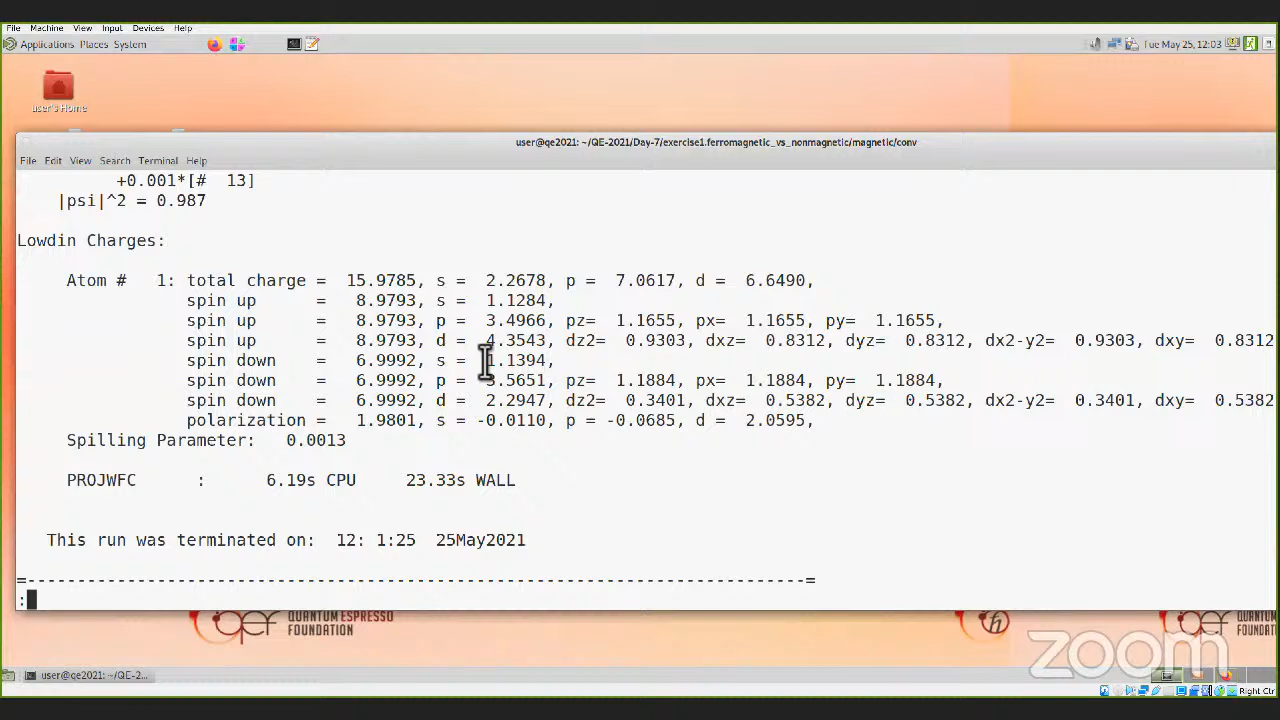 File Machine View Input Devices Help
Applications Places System
Tue May 25, 12:03
user's Home
user@qe2021: ~/QE-2021/Day-7/exercise1.ferromagnetic_vs_nonmagnetic/magnetic/conv
File Edit View Search Terminal Help
+0.001*[# 13]
|psi|^2 = 0.987
Lowdin Charges:
Atom # 1: total charge = 15.9785, s = 2.2678, p = 7.0617, d = 6.6490,
spin up = 8.9793, s = 1.1284,
spin up = 8.9793, p = 3.4966, pz= 1.1655, px= 1.1655, py= 1.1655,
spin up = 8.9793, d = 4.3543, dz2= 0.9303, dxz= 0.8312, dyz= 0.8312, dx2-y2= 0.9303, dxy= 0.8312
spin down = 6.9992, s = 1.1394,
spin down = 6.9992, p = 3.5651, pz= 1.1884, px= 1.1884, py= 1.1884,
spin down = 6.9992, d = 2.2947, dz2= 0.3401, dxz= 0.5382, dyz= 0.5382, dx2-y2= 0.3401, dxy= 0.5382
polarization = 1.9801, s = -0.0110, p = -0.0685, d = 2.0595,
Spilling Parameter: 0.0013
PROJWFC : 6.19s CPU 23.33s WALL
This run was terminated on: 12: 1:25 25May2021
=------------------------------------------------------------------------------=
:
QUANTUM ESPRESSO
FOUNDATION
ħ
zoom
user@qe2021: ~/QE-2...
Right Ctrl